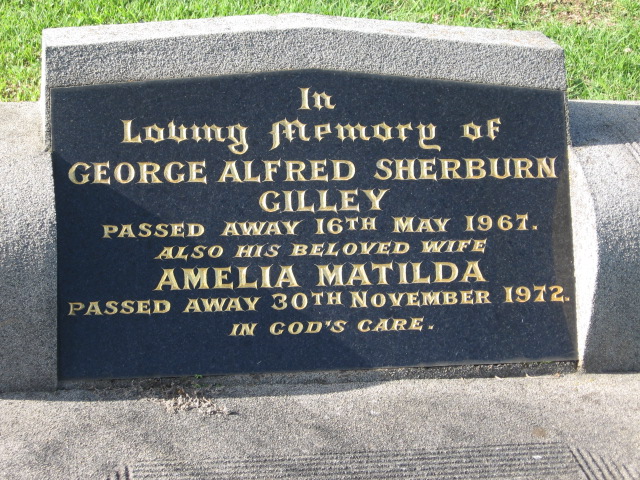 In
Loving Memory of
GEORGE ALFRED SHERBURN
GILLEY
PASSED AWAY 16TH MAY 1967.
ALSO HIS BELOVED WIFE
AMELIA MATILDA
PASSED AWAY 30TH NOVEMBER 1972.
IN GOD'S CARE.